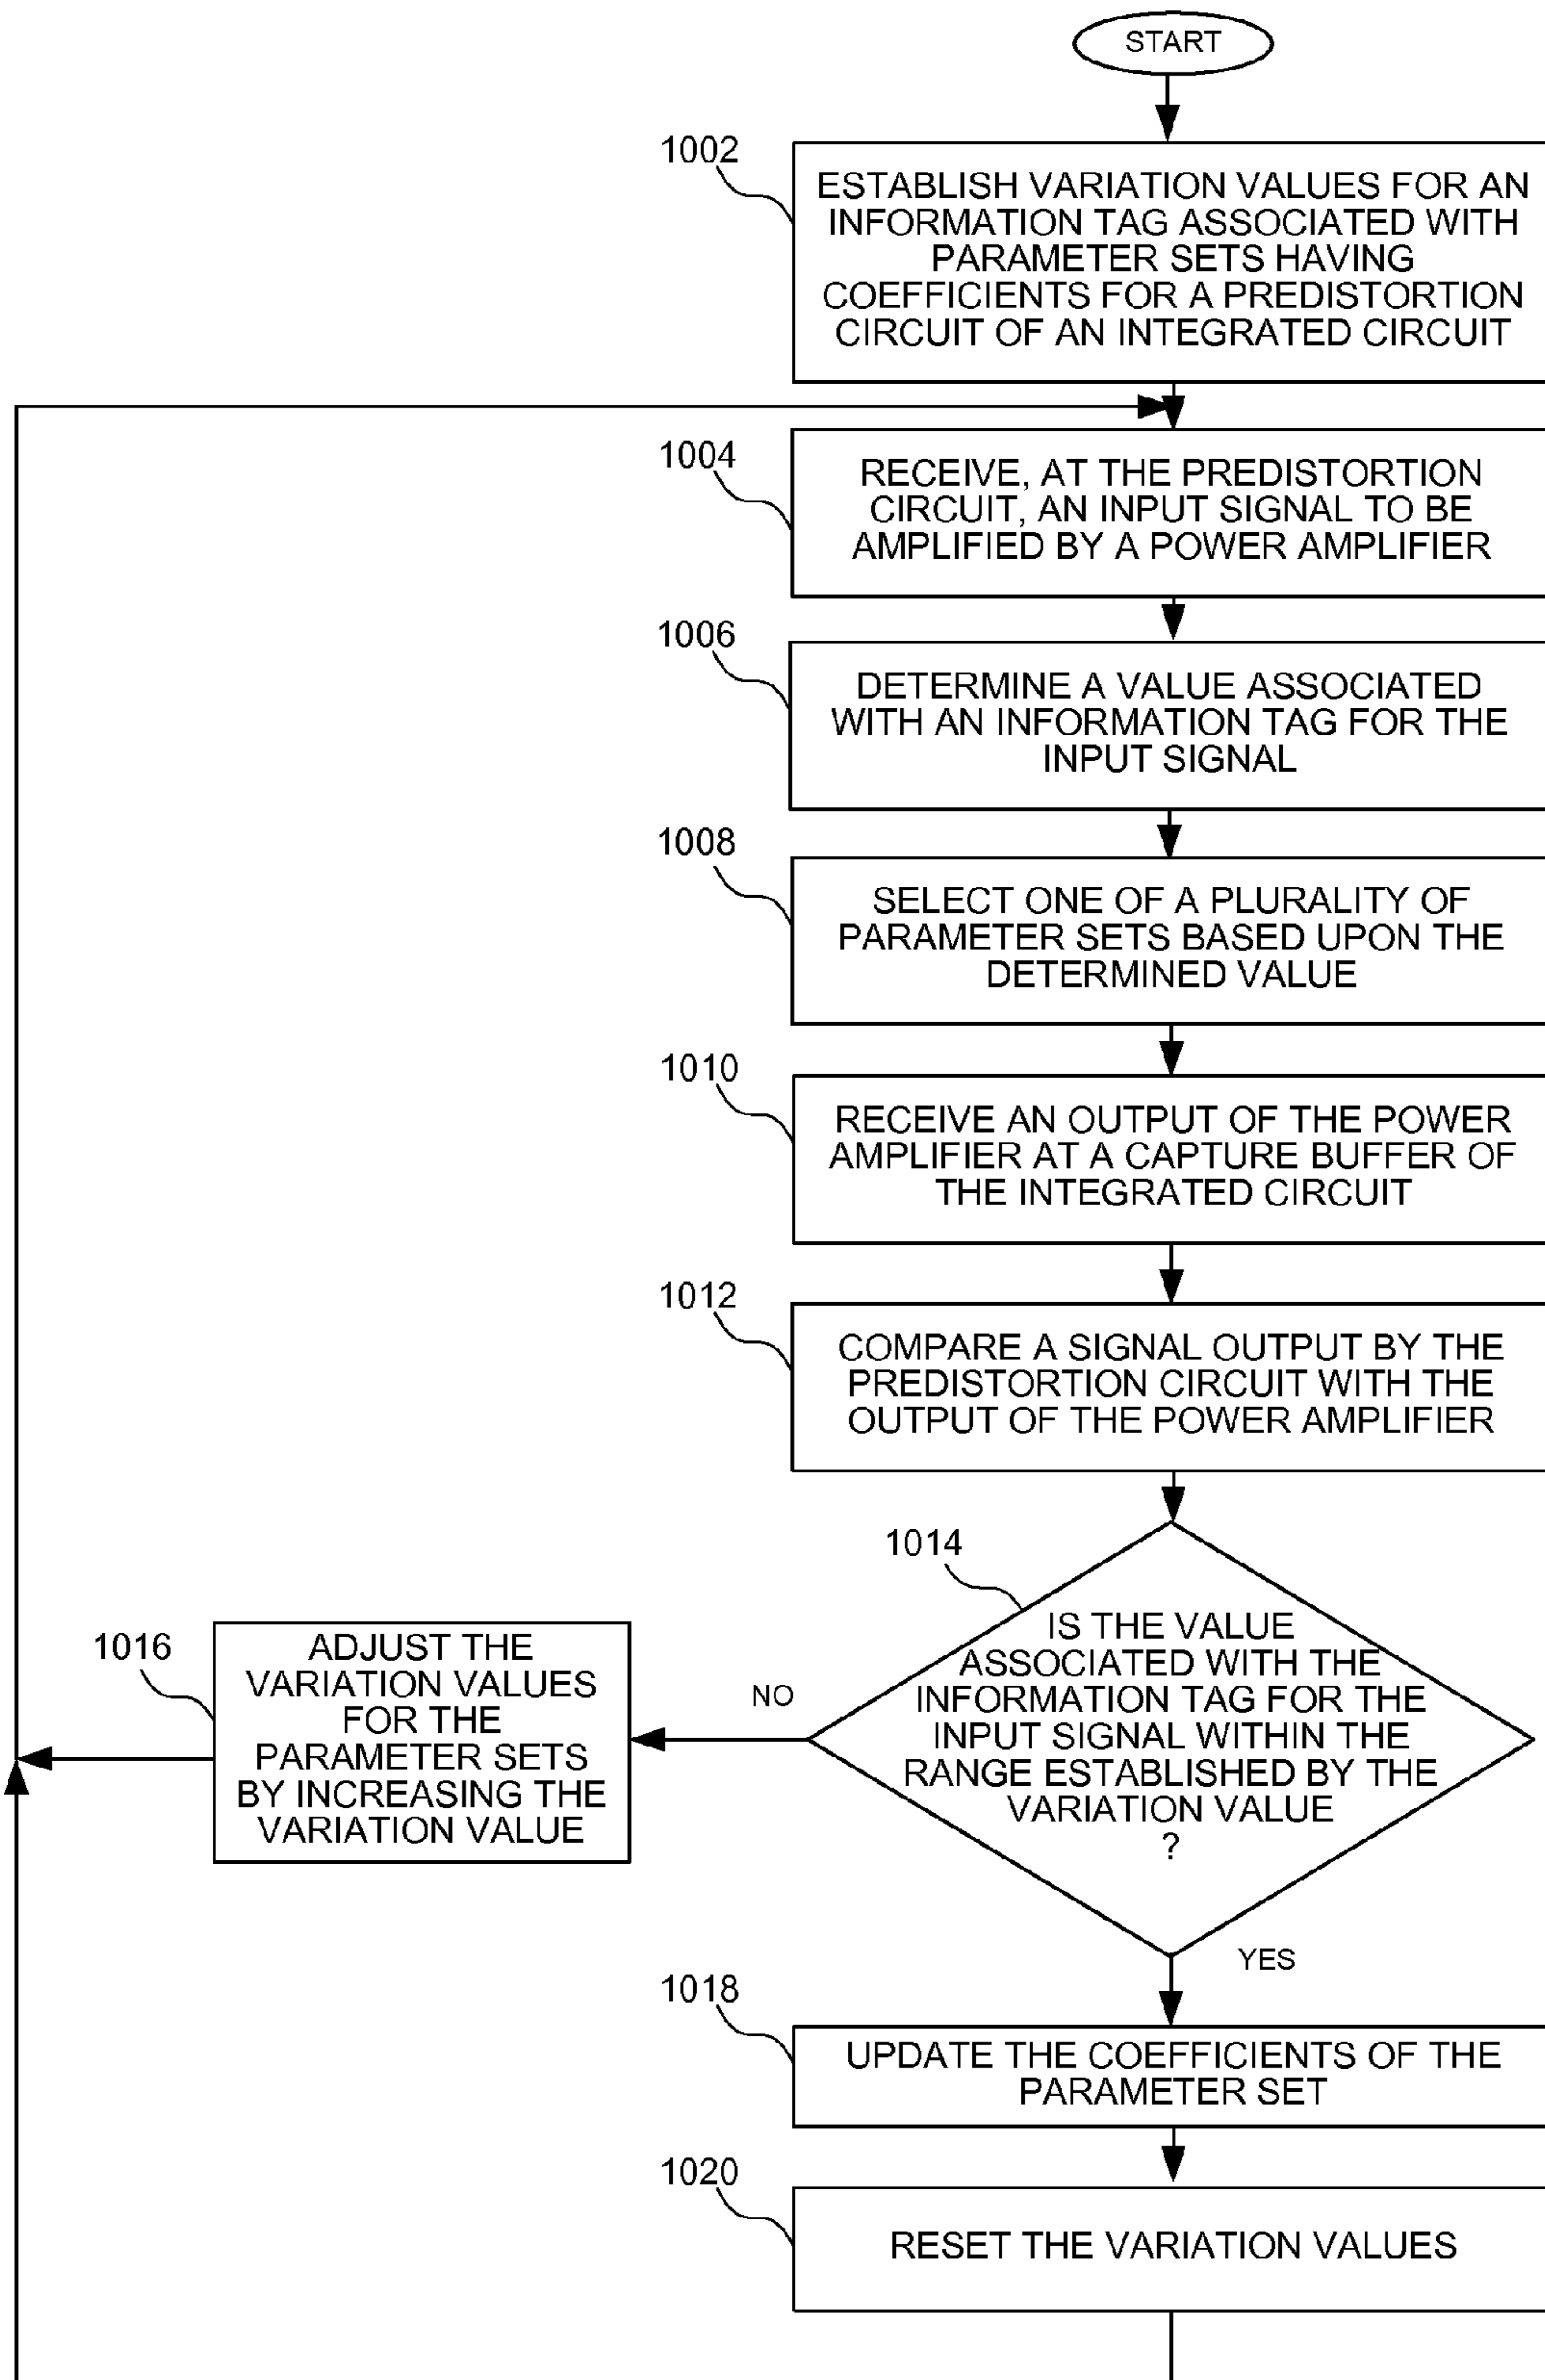 START
1002
ESTABLISH VARIATION VALUES FOR AN
INFORMATION TAG ASSOCIATED WITH
PARAMETER SETS HAVING
COEFFICIENTS FOR A PREDISTORTION
CIRCUIT OF AN INTEGRATED CIRCUIT
1004
RECEIVE, AT THE PREDISTORTION
CIRCUIT, AN INPUT SIGNAL TO BE
AMPLIFIED BY A POWER AMPLIFIER
1006
DETERMINE A VALUE ASSOCIATED
WITH AN INFORMATION TAG FOR THE
INPUT SIGNAL
1008
SELECT ONE OF A PLURALITY OF
PARAMETER SETS BASED UPON THE
DETERMINED VALUE
1010
RECEIVE AN OUTPUT OF THE POWER
AMPLIFIER AT A CAPTURE BUFFER OF
THE INTEGRATED CIRCUIT
1012
COMPARE A SIGNAL OUTPUT BY THE
PREDISTORTION CIRCUIT WITH THE
OUTPUT OF THE POWER AMPLIFIER
1014
IS THE VALUE
ASSOCIATED WITH THE
INFORMATION TAG FOR THE
INPUT SIGNAL WITHIN THE
RANGE ESTABLISHED BY THE
VARIATION VALUE
?
NO
1016
ADJUST THE
VARIATION VALUES
FOR THE
PARAMETER SETS
BY INCREASING THE
VARIATION VALUE
YES
1018
UPDATE THE COEFFICIENTS OF THE
PARAMETER SET
1020
RESET THE VARIATION VALUES